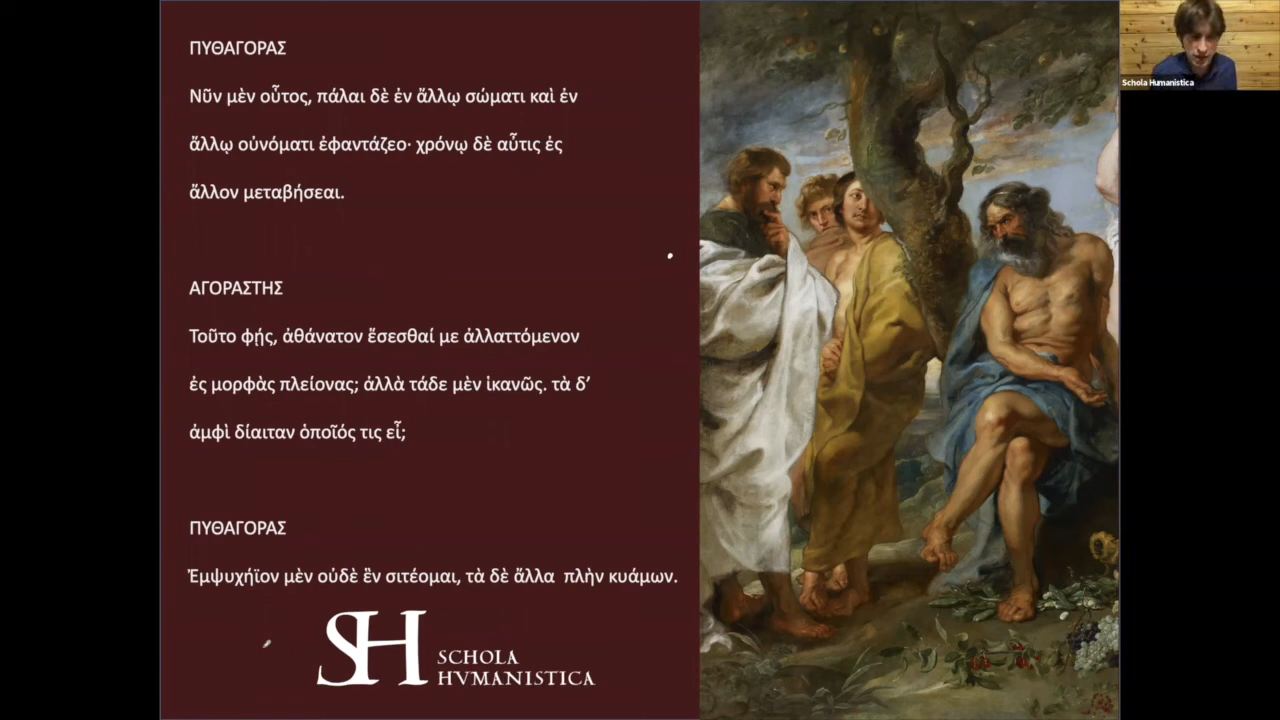 ΠΥΘΑΓΟΡΑΣ
Νῦν μὲν οὗτος, πάλαι δὲ ἐν ἄλλῳ σώματι καὶ ἐν
ἄλλῳ οὐνόματι ἐφαντάζεο· χρόνῳ δὲ αὖτις ἐς
ἄλλον μεταβήσεαι.
ΑΓΟΡΑΣΤΗΣ
Τοῦτο φῄς, ἀθάνατον ἔσεσθαί με ἀλλαττόμενον
ἐς μορφὰς πλείονας; ἀλλὰ τάδε μὲν ἱκανῶς. τὰ δ’
ἀμφὶ δίαιταν ὁποῖός τις εἶ;
ΠΥΘΑΓΟΡΑΣ
Ἐμψυχήϊον μὲν οὐδὲ ἓν σιτέομαι, τὰ δὲ ἄλλα πλὴν κυάμων.
SH
SCHOLA
HVMANISTICA
Schola Humanistica